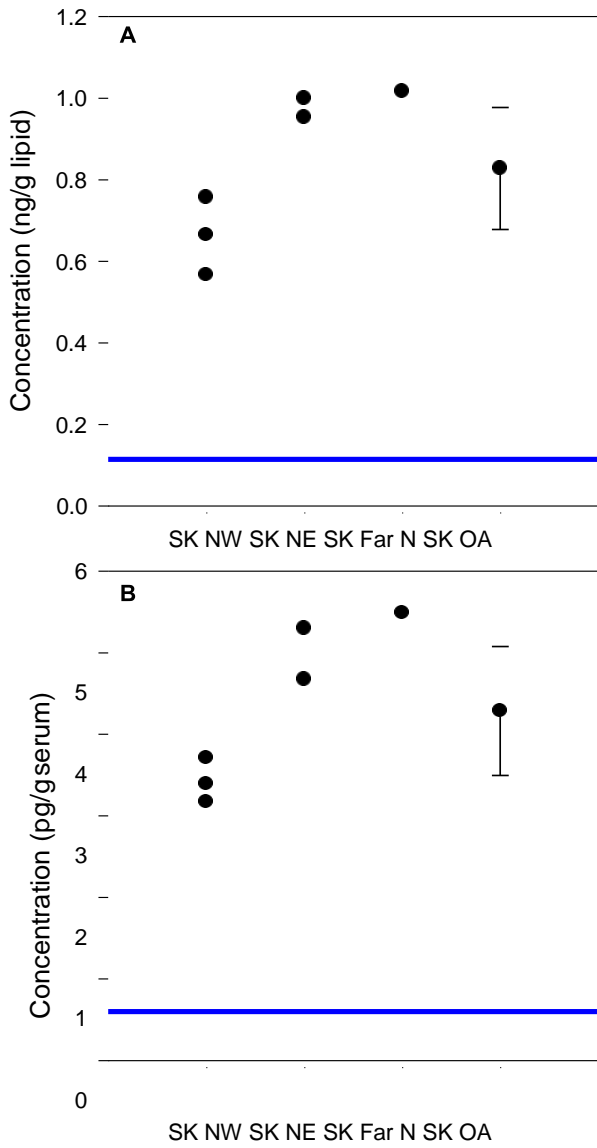 1.2
A
1.0
0.8
0.6
0.4
0.2
0.0
Concentration (ng/g lipid)
SK NW SK NE SK Far N SK OA
6
B
5
4
3
2
1
0
Concentration (pg/gserum)
SK NW SK NE SK Far N SK OA